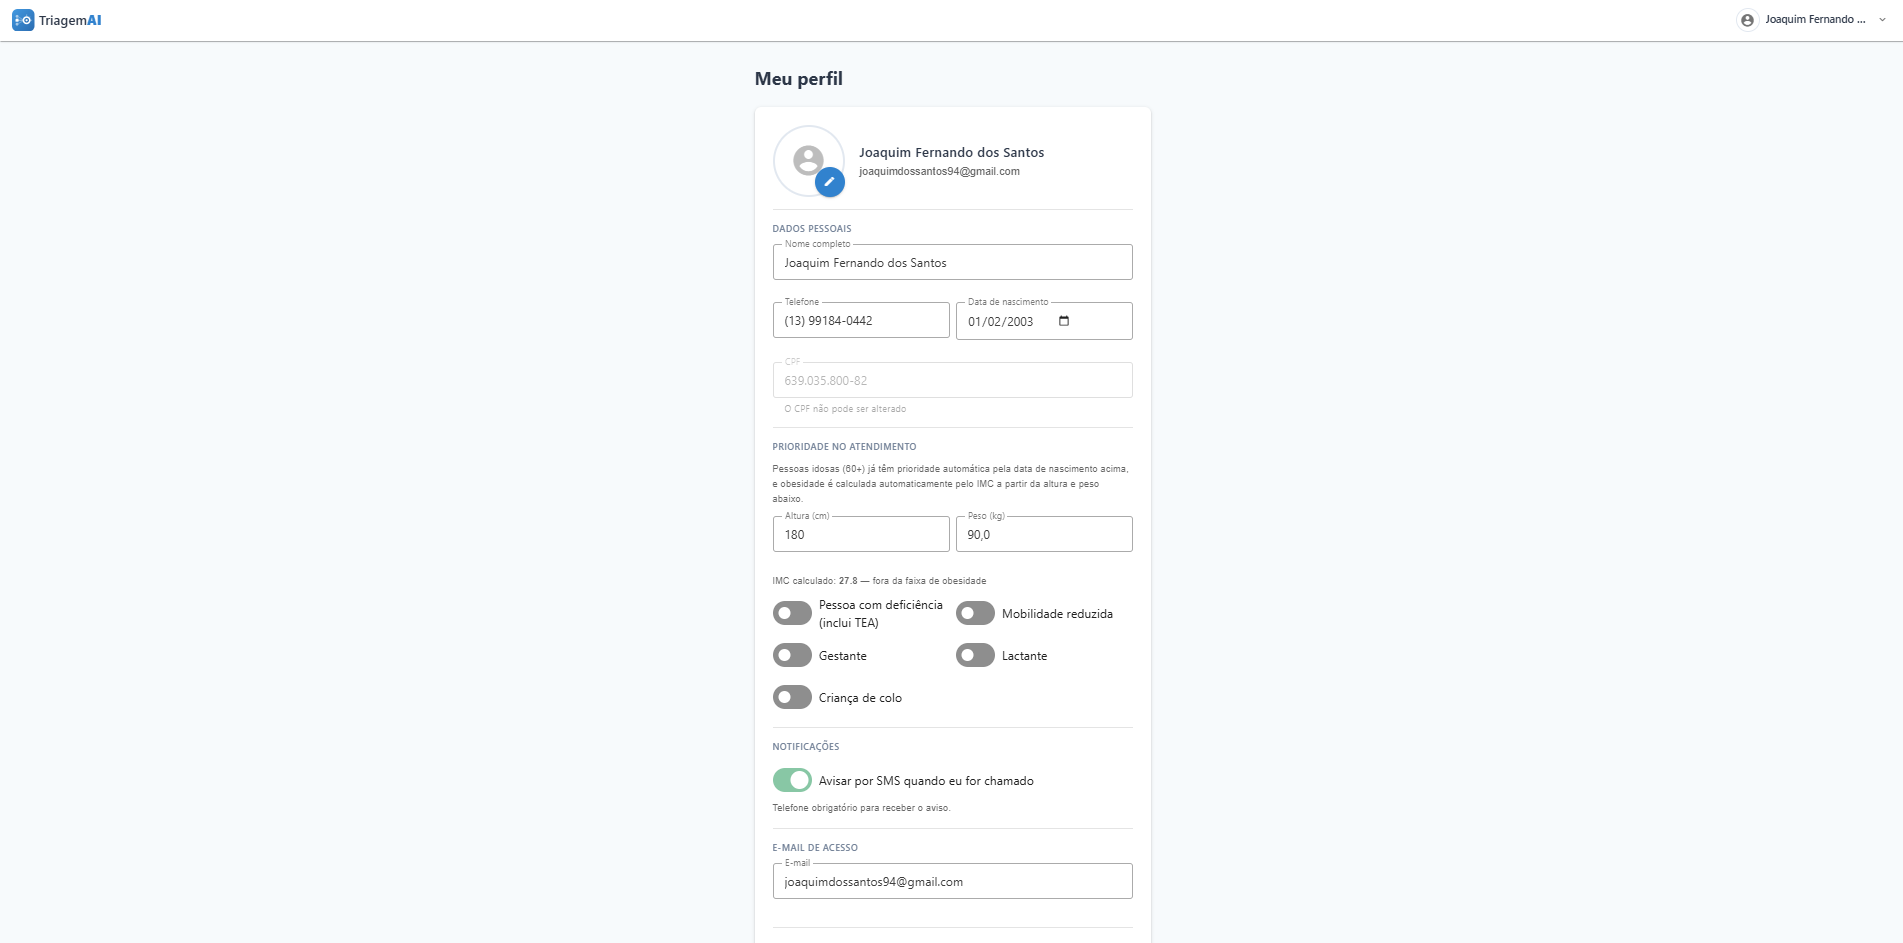 TriagemAI
Joaquim Fernando ...
Meu perfil
Joaquim Fernando dos Santos
joaquimdossantos94@gmail.com
DADOS PESSOAIS
Nome completo
Joaquim Fernando dos Santos
Telefone
(13) 99184-0442
Data de nascimento
01/02/2003
CPF
639.035.800-82
O CPF não pode ser alterado
PRIORIDADE NO ATENDIMENTO
Pessoas idosas (60+) já têm prioridade automática pela data de nascimento acima,
e obesidade é calculada automaticamente pelo IMC a partir da altura e peso
abaixo.
Altura (cm)
180
Peso (kg)
90,0
IMC calculado: 27.8 — fora da faixa de obesidade
Pessoa com deficiência
(inclui TEA)
Mobilidade reduzida
Gestante
Lactante
Criança de colo
NOTIFICAÇÕES
Avisar por SMS quando eu for chamado
Telefone obrigatório para receber o aviso.
E-MAIL DE ACESSO
E-mail
joaquimdossantos94@gmail.com